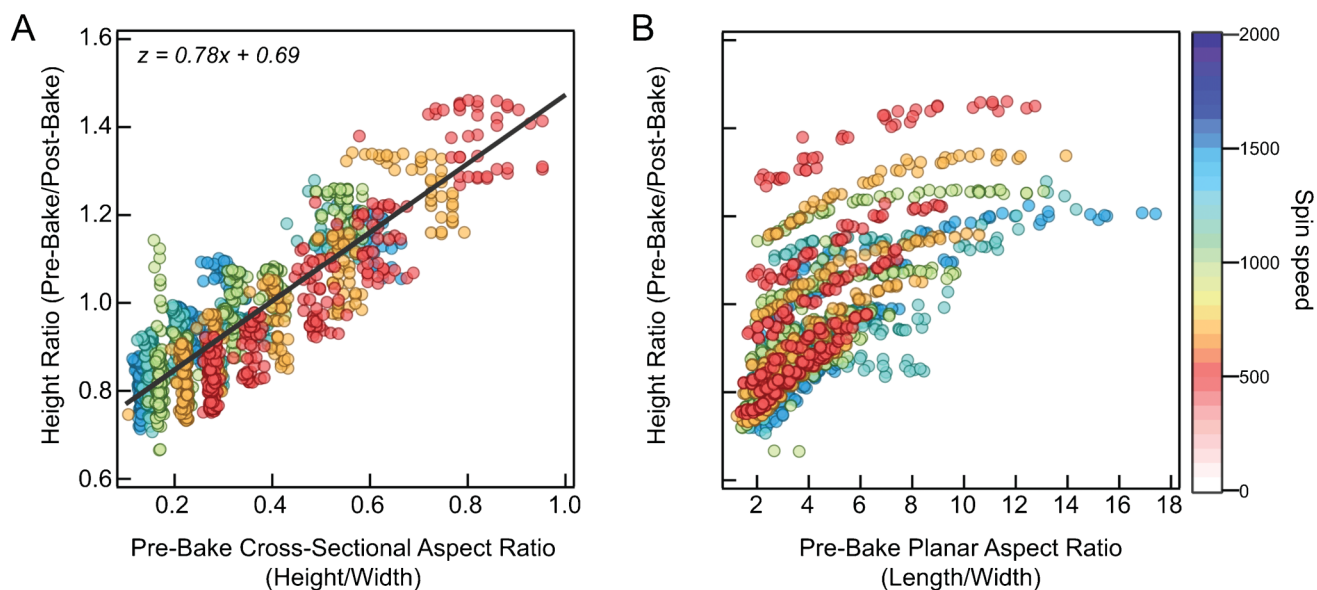 A
z = 0.78x + 0.69
Height Ratio (Pre-Bake/Post-Bake)
1.6
1.4
1.2
1.0
0.8
0.6
0.2 0.4 0.6 0.8 1.0
Pre-Bake Cross-Sectional Aspect Ratio
(Height/Width)
B
Height Ratio (Pre-Bake/Post-Bake)
2 4 6 8 10 12 14 16 18
Pre-Bake Planar Aspect Ratio
(Length/Width)
2000
1500
1000
500
0
Spin speed